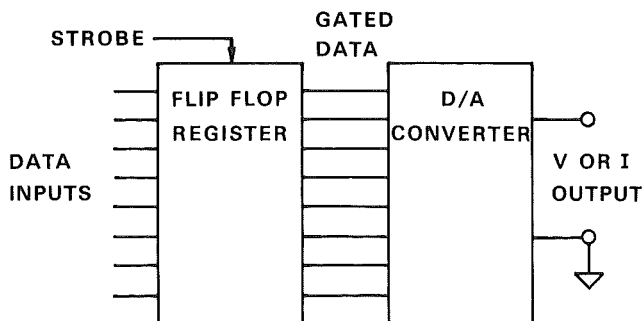 STROBE
GATED
DATA
FLIP FLOP
REGISTER
D/A
CONVERTER
DATA
INPUTS
V OR I
OUTPUT